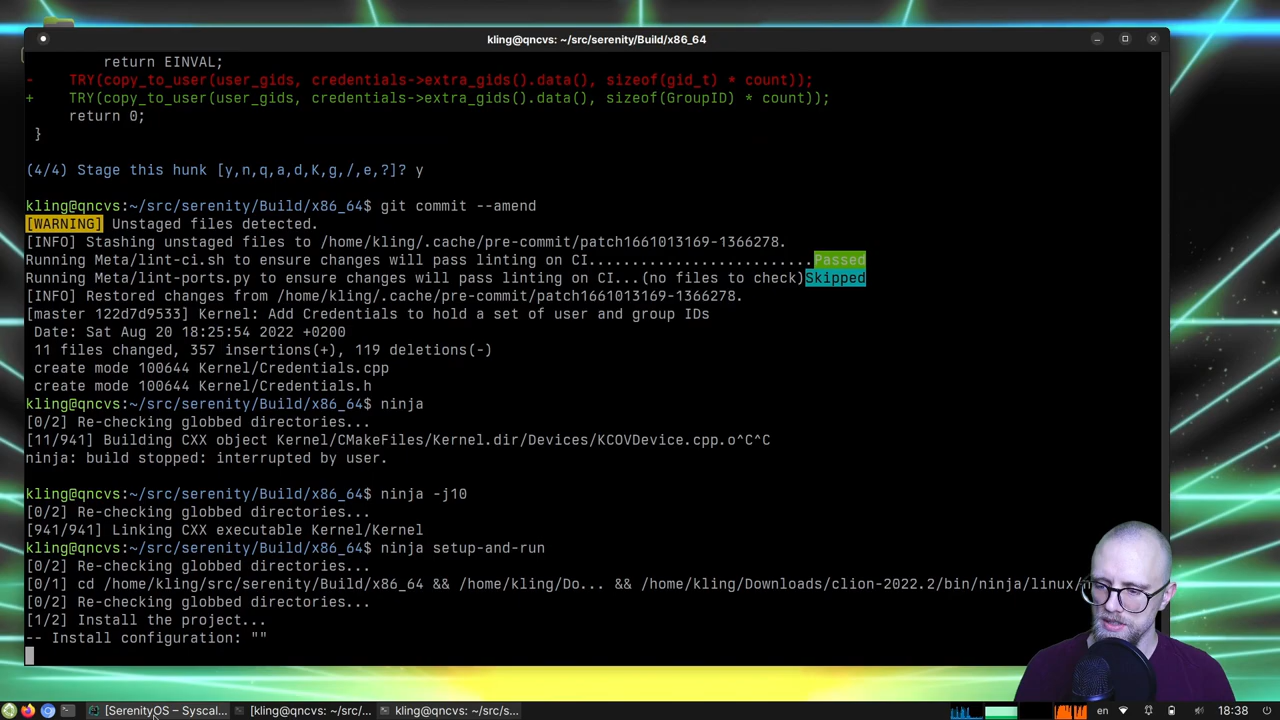 kling@qncvs: ~/src/serenity/Build/x86_64
return EINVAL;
-    TRY(copy_to_user(user_gids, credentials->extra_gids().data(), sizeof(gid_t) * count));
+    TRY(copy_to_user(user_gids, credentials->extra_gids().data(), sizeof(GroupID) * count));
return 0;
}
(4/4) Stage this hunk [y,n,q,a,d,K,g,/,e,?]? y
kling@qncvs:~/src/serenity/Build/x86_64$ git commit --amend
[WARNING] Unstaged files detected.
[INFO] Stashing unstaged files to /home/kling/.cache/pre-commit/patch1661013169-1366278.
Running Meta/lint-ci.sh to ensure changes will pass linting on CI..........................Passed
Running Meta/lint-ports.py to ensure changes will pass linting on CI...(no files to check)Skipped
[INFO] Restored changes from /home/kling/.cache/pre-commit/patch1661013169-1366278.
[master 122d7d9533] Kernel: Add Credentials to hold a set of user and group IDs
Date: Sat Aug 20 18:25:54 2022 +0200
11 files changed, 357 insertions(+), 119 deletions(-)
create mode 100644 Kernel/Credentials.cpp
create mode 100644 Kernel/Credentials.h
kling@qncvs:~/src/serenity/Build/x86_64$ ninja
[0/2] Re-checking globbed directories...
[11/941] Building CXX object Kernel/CMakeFiles/Kernel.dir/Devices/KCOVDevice.cpp.o^C^C
ninja: build stopped: interrupted by user.
kling@qncvs:~/src/serenity/Build/x86_64$ ninja -j10
[0/2] Re-checking globbed directories...
[941/941] Linking CXX executable Kernel/Kernel
kling@qncvs:~/src/serenity/Build/x86_64$ ninja setup-and-run
[0/2] Re-checking globbed directories...
[0/1] cd /home/kling/src/serenity/Build/x86_64 && /home/kling/Do... && /home/kling/Downloads/clion-2022.2/bin/ninja/linux/
[0/2] Re-checking globbed directories...
[1/2] Install the project...
-- Install configuration: ""
[SerenityOS – Syscal... [kling@qncvs: ~/src/... kling@qncvs: ~/src/s... en 18:38